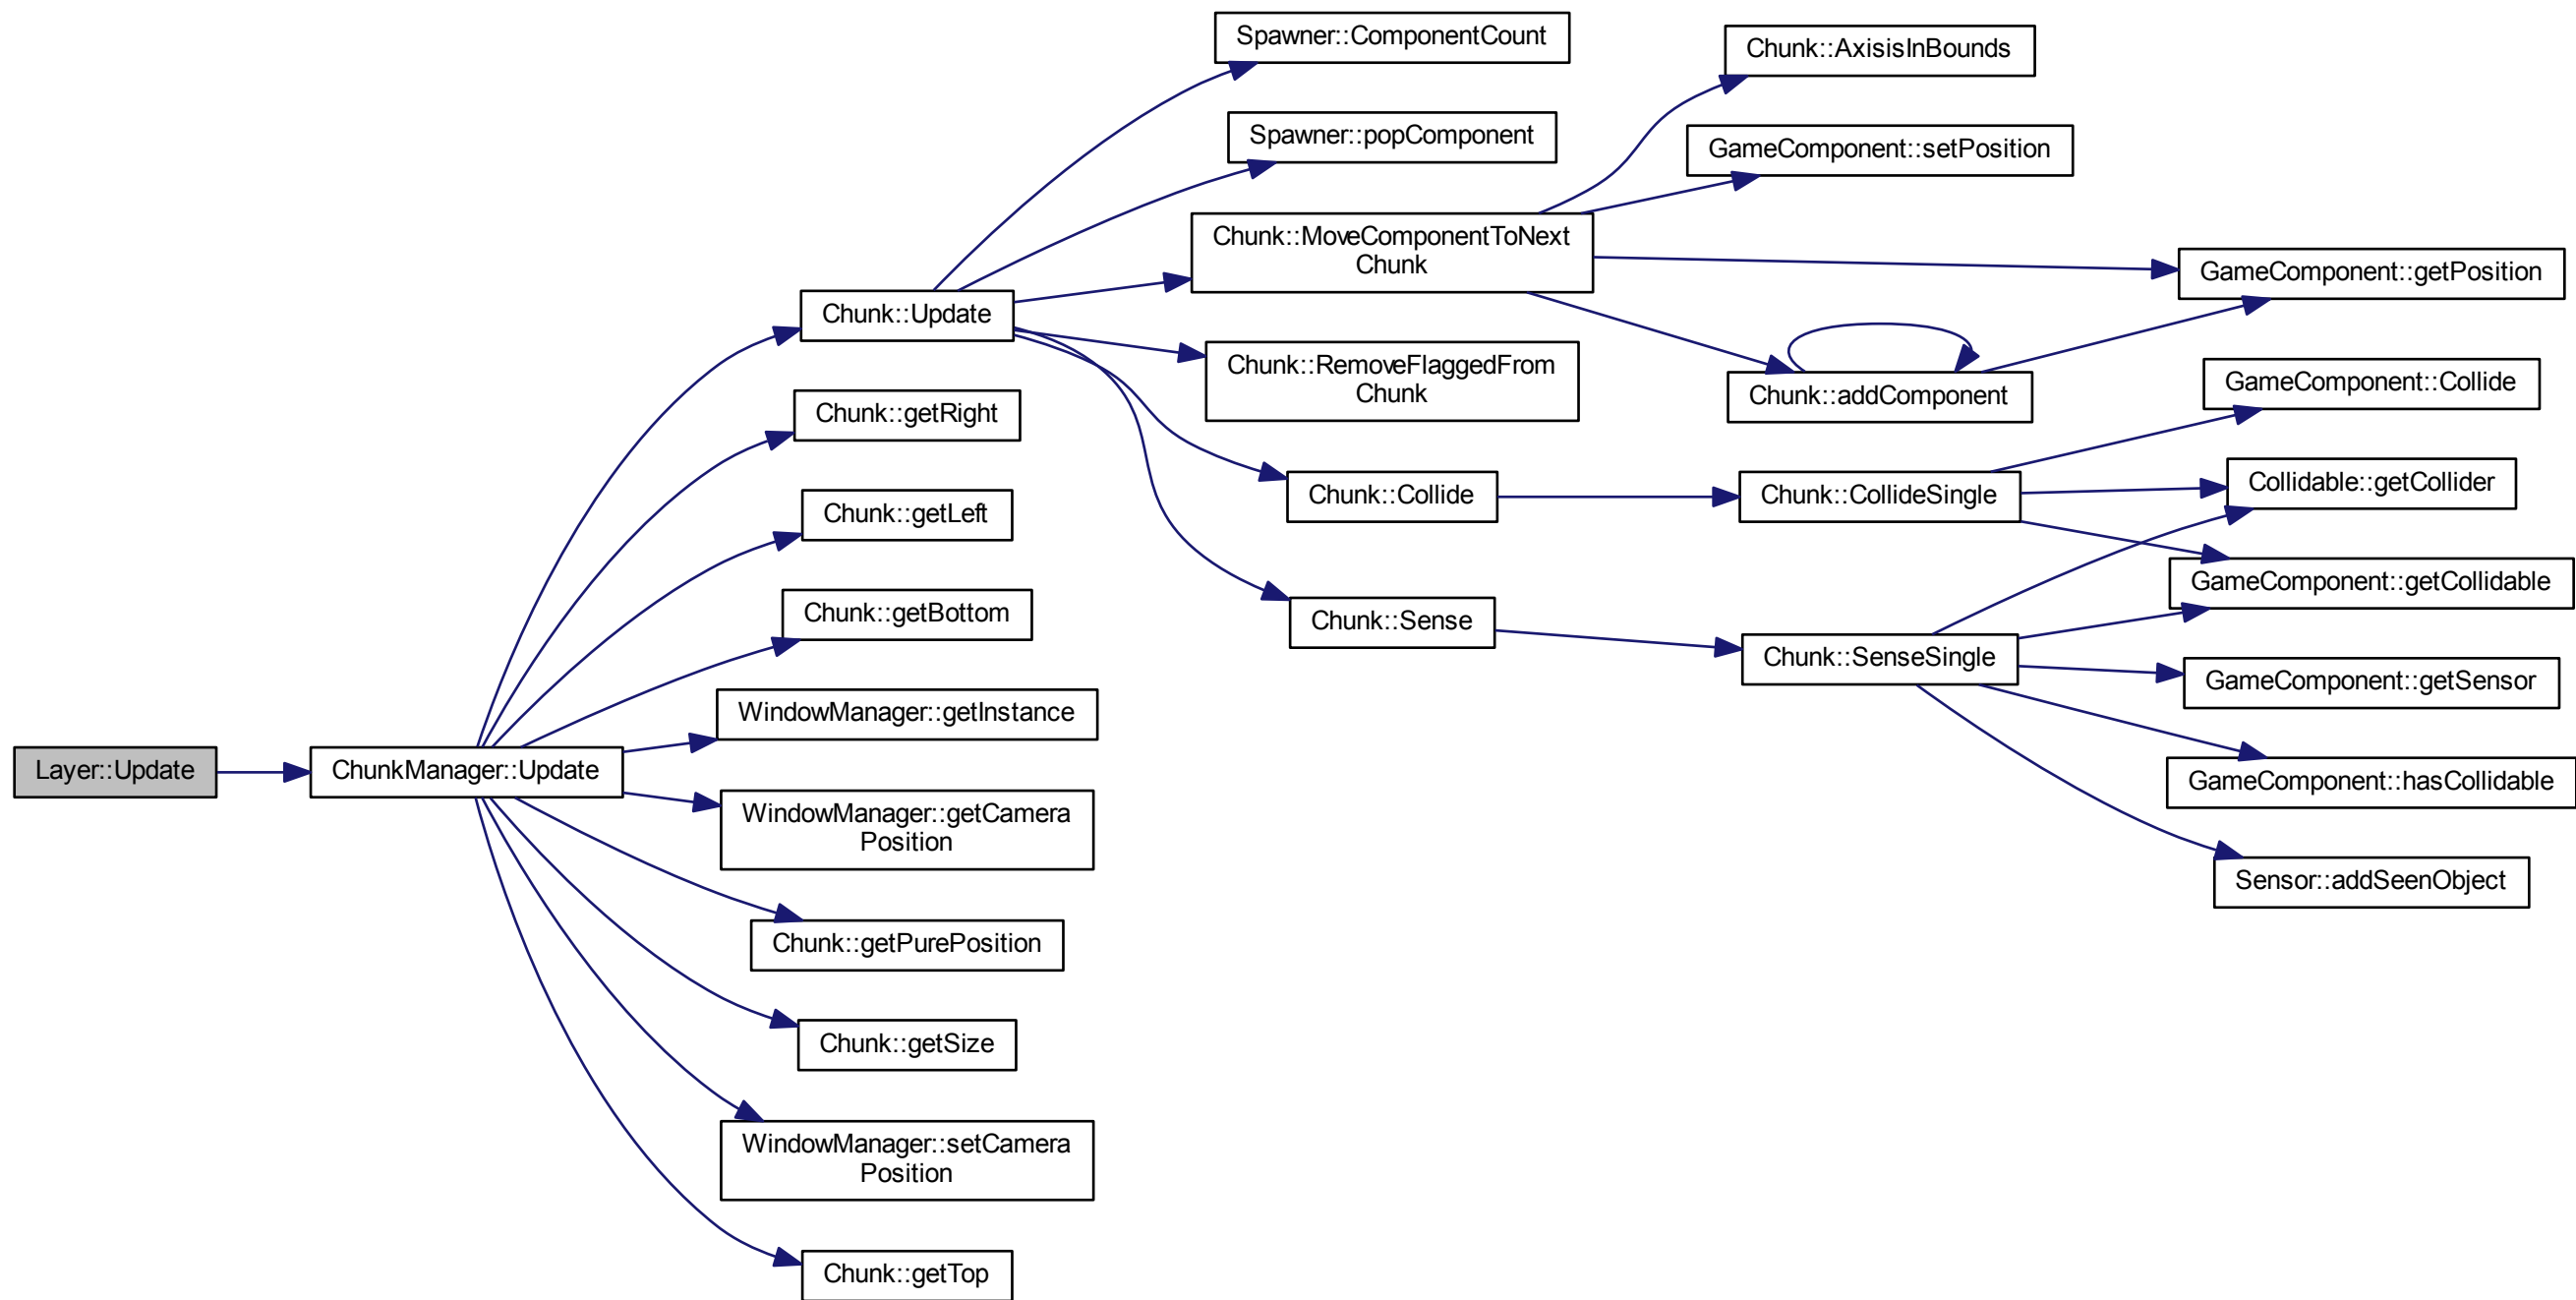 Spawner::ComponentCount
Chunk::AxisisInBounds
Spawner::popComponent
GameComponent::setPosition
Chunk::MoveComponentToNext
Chunk
GameComponent::getPosition
Chunk::Update
Chunk::RemoveFlaggedFrom
Chunk
Chunk::addComponent
GameComponent::Collide
Chunk::getRight
Chunk::Collide
Chunk::CollideSingle
Collidable::getCollider
Chunk::getLeft
GameComponent::getCollidable
Chunk::getBottom
Chunk::Sense
Chunk::SenseSingle
GameComponent::getSensor
WindowManager::getInstance
Layer::Update
ChunkManager::Update
GameComponent::hasCollidable
WindowManager::getCamera
Position
Sensor::addSeenObject
Chunk::getPurePosition
Chunk::getSize
WindowManager::setCamera
Position
Chunk::getTop